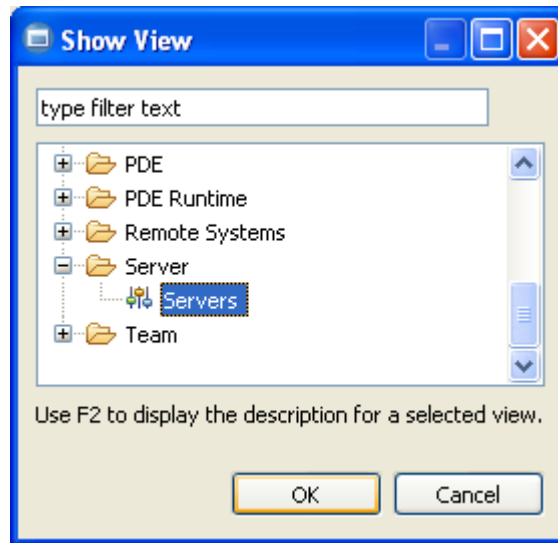 Show View
type filter text
PDE
PDE Runtime
Remote Systems
Server
Servers
Team
Use F2 to display the description for a selected view.
OK
Cancel